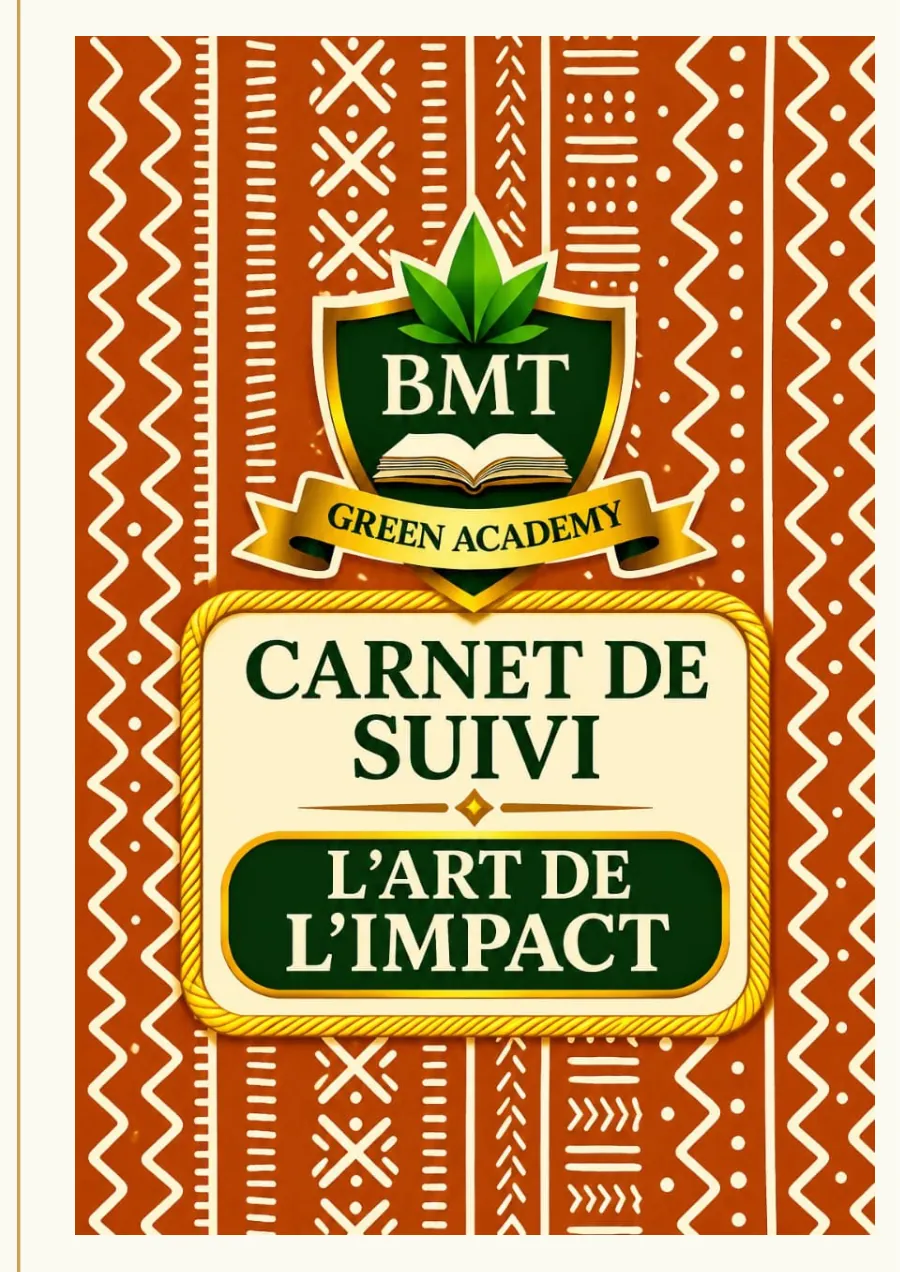 BMT
GREEN ACADEMY
CARNET DE
SUIVI
L’ART DE
L’IMPACT